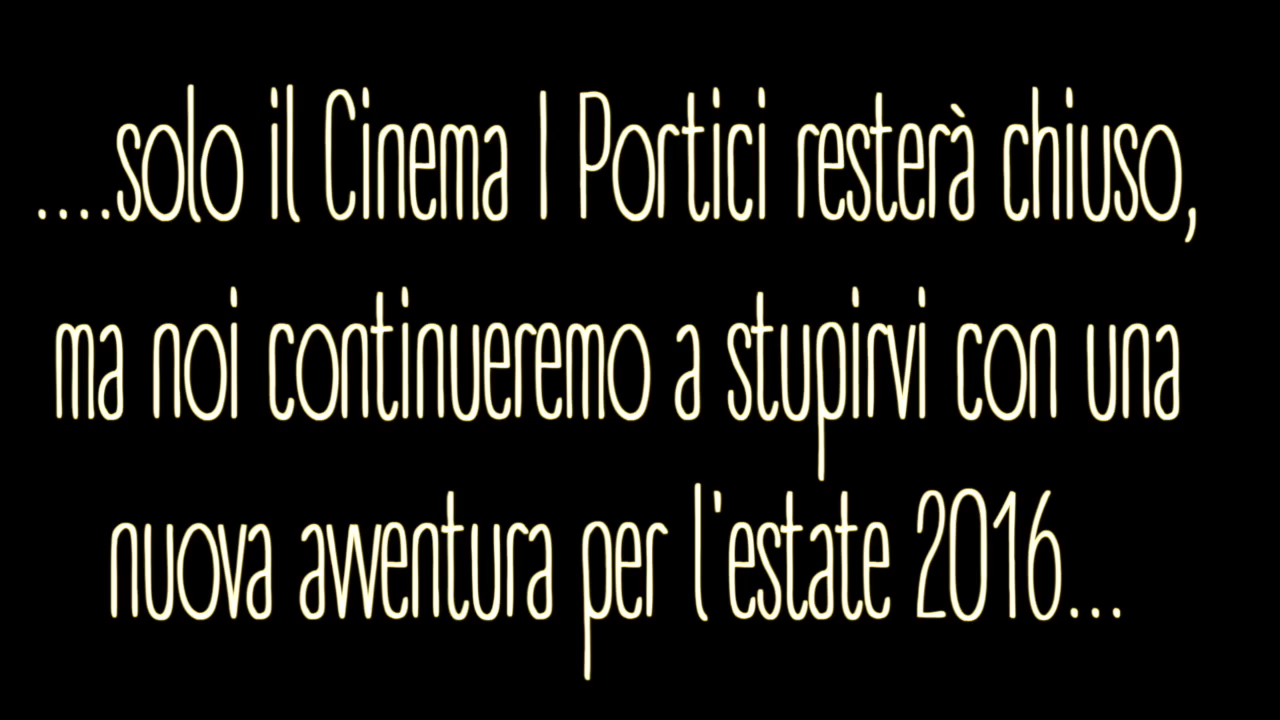 ....solo il Cinema I Portici resterà chiuso,
ma noi continueremo a stupirvi con una
nuova avventura per l'estate 2016...